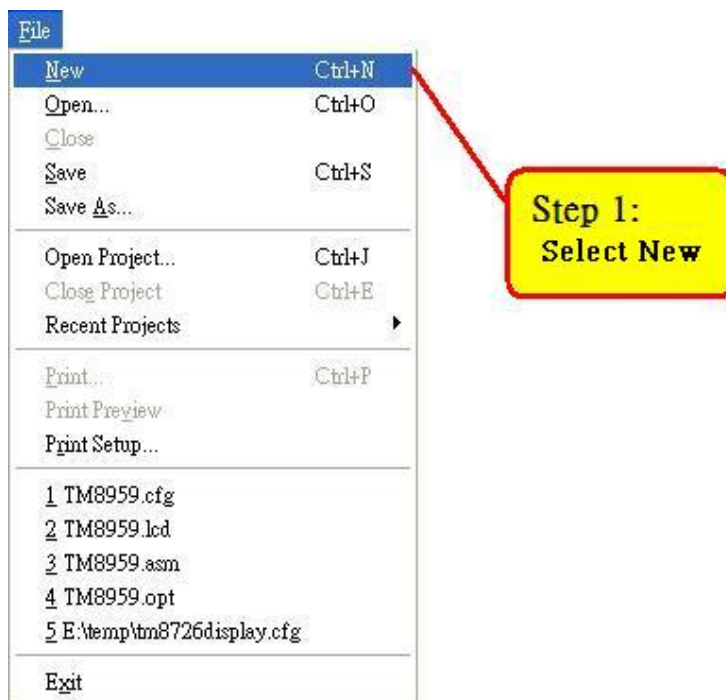 File
New Ctrl+N
Open... Ctrl+O
Close
Save Ctrl+S
Save As...
Open Project... Ctrl+J
Close Project Ctrl+E
Recent Projects
Print... Ctrl+P
Print Preview
Print Setup...
1 TM8959.cfg
2 TM8959.lcd
3 TM8959.asm
4 TM8959.opt
5 E:\temp\tm8726display.cfg
Exit
Step 1:
Select New